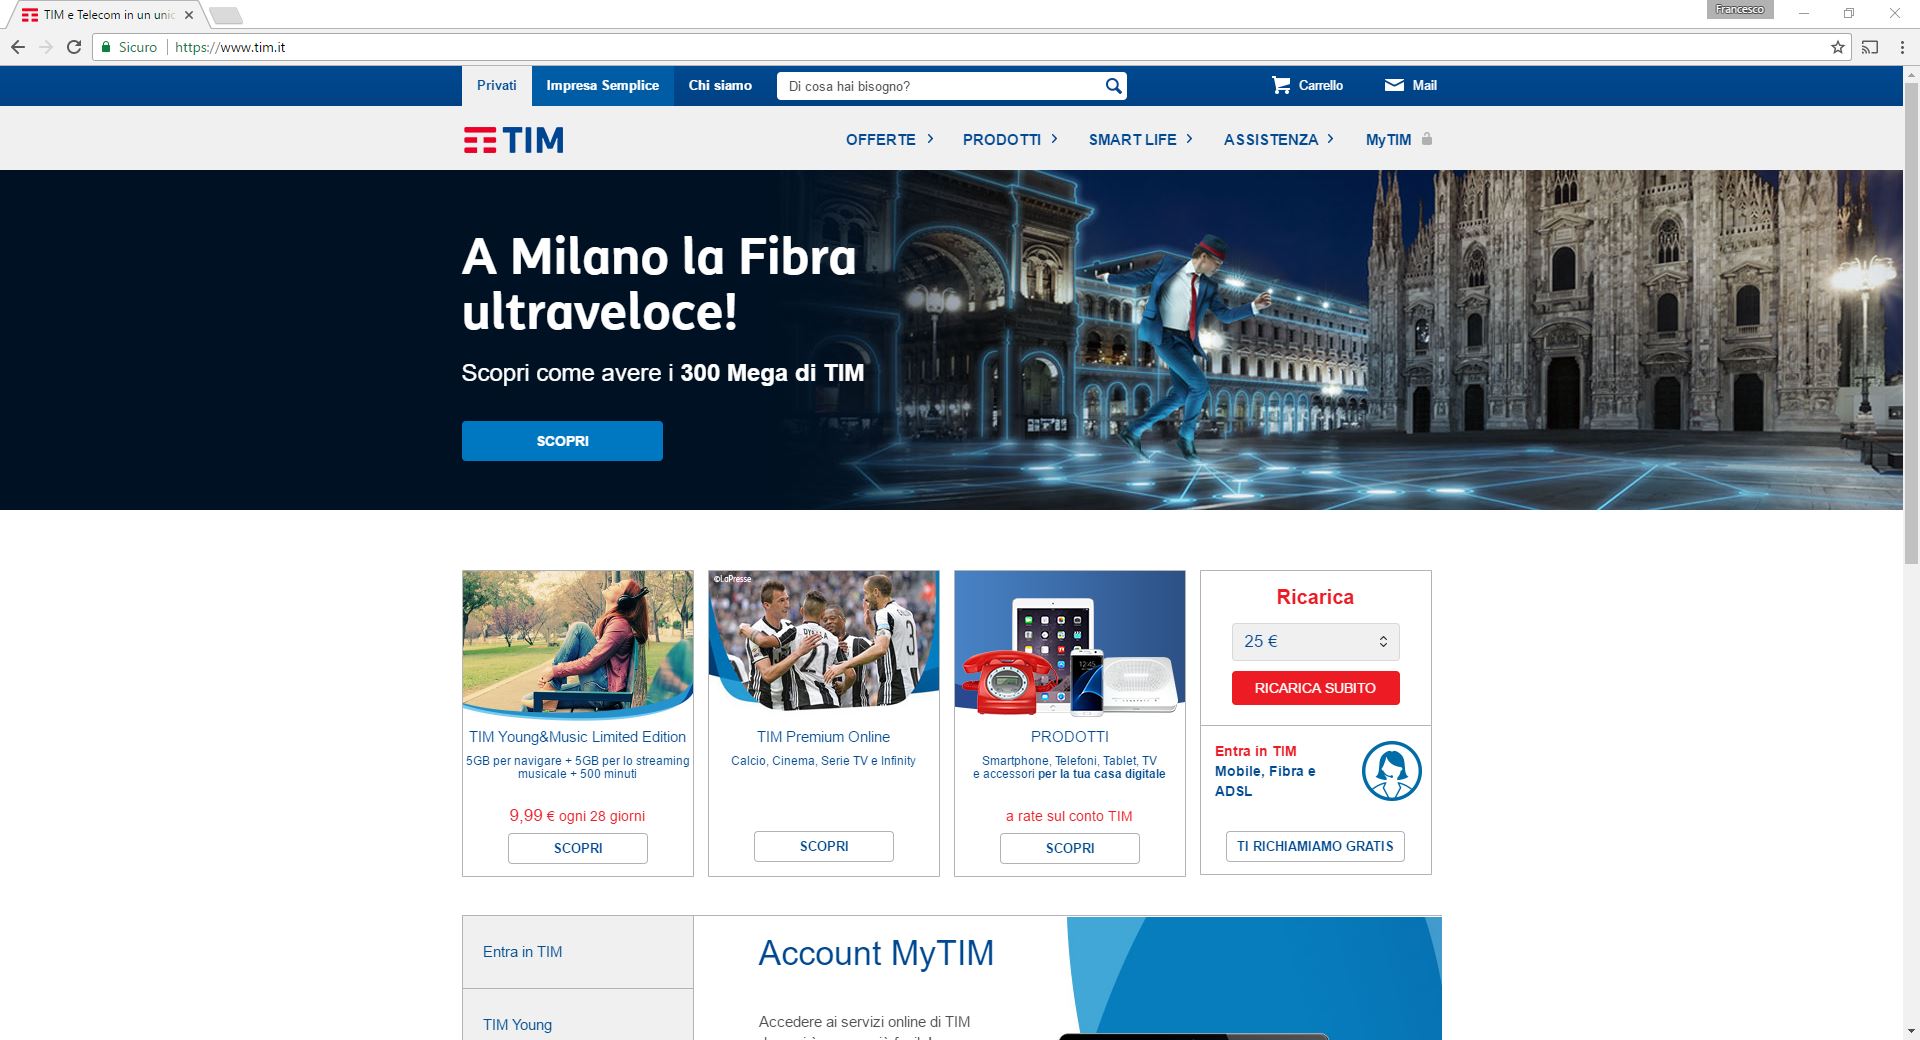 TIM e Telecom in un unic
Francesco
Sicuro
https://www.tim.it
Privati
Impresa Semplice
Chi siamo
Di cosa hai bisogno?
Carrello
Mail
TIM
OFFERTE
PRODOTTI
SMART LIFE
ASSISTENZA
MyTIM
A Milano la Fibra
ultraveloce!
Scopri come avere i 300 Mega di TIM
SCOPRI
TIM Young&Music Limited Edition
5GB per navigare + 5GB per lo streaming
musicale + 500 minuti
9,99 € ogni 28 giorni
SCOPRI
©LaPresse
DYBALA
21
3
TIM Premium Online
Calcio, Cinema, Serie TV e Infinity
SCOPRI
12:45
PRODOTTI
Smartphone, Telefoni, Tablet, TV
e accessori per la tua casa digitale
a rate sul conto TIM
SCOPRI
Ricarica
25 €
RICARICA SUBITO
Entra in TIM
Mobile, Fibra e
ADSL
TI RICHIAMIAMO GRATIS
Entra in TIM
TIM Young
Account MyTIM
Accedere ai servizi online di TIM